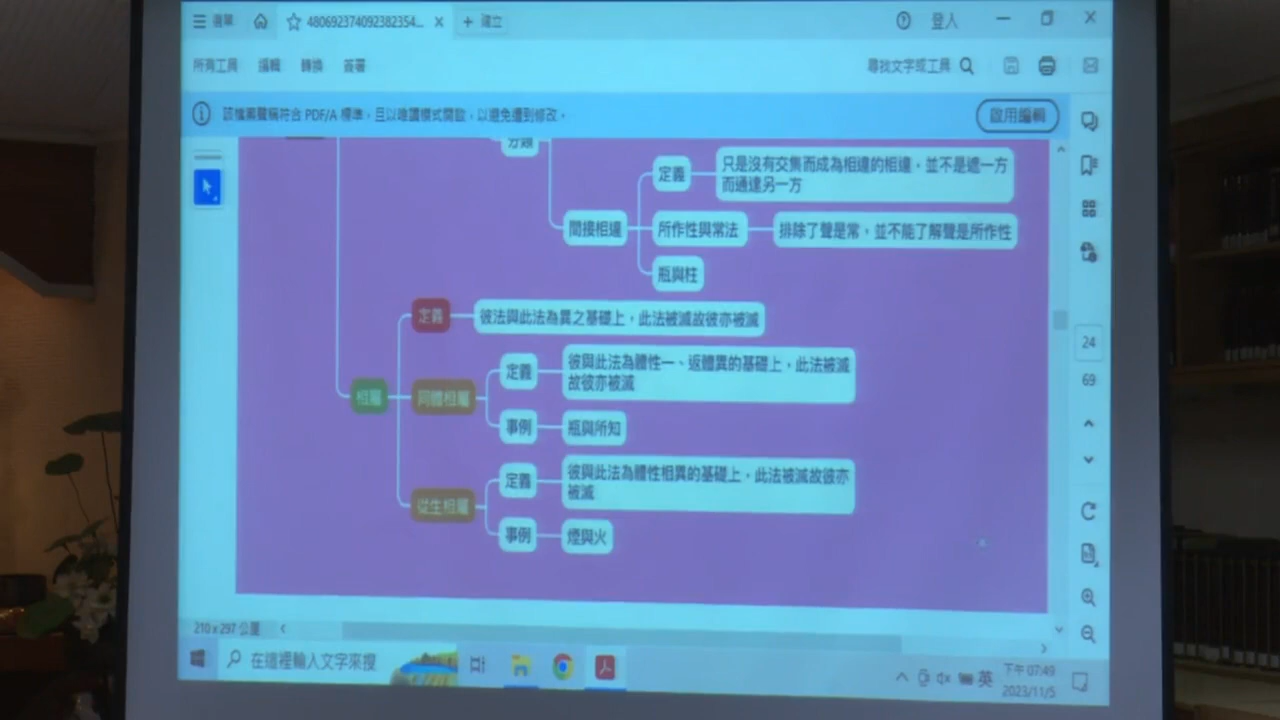 選單
480692374092382354...
建立
登入
所有工具
編輯
轉換
簽署
尋找文字或工具
該檔案聲稱符合 PDF/A 標準，且以唯讀模式開啟，以避免遭到修改。
啟用編輯
分類
定義
只是沒有交集而成為相違的相違，並不是遮一方
而通達另一方
間接相違
所作性與常法
排除了聲是常，並不能了解聲是所作性
瓶與柱
定義
彼法與此法為異之基礎上，此法被滅故彼亦被滅
相屬
同體相屬
定義
彼與此法為體性一、返體異的基礎上，此法被滅
故彼亦被滅
事例
瓶與所知
從生相屬
定義
彼與此法為體性相異的基礎上，此法被滅故彼亦
被滅
事例
煙與火
24
69
210 x 297 公釐
在這裡輸入文字來搜
英
下午 07:49
2023/11/5